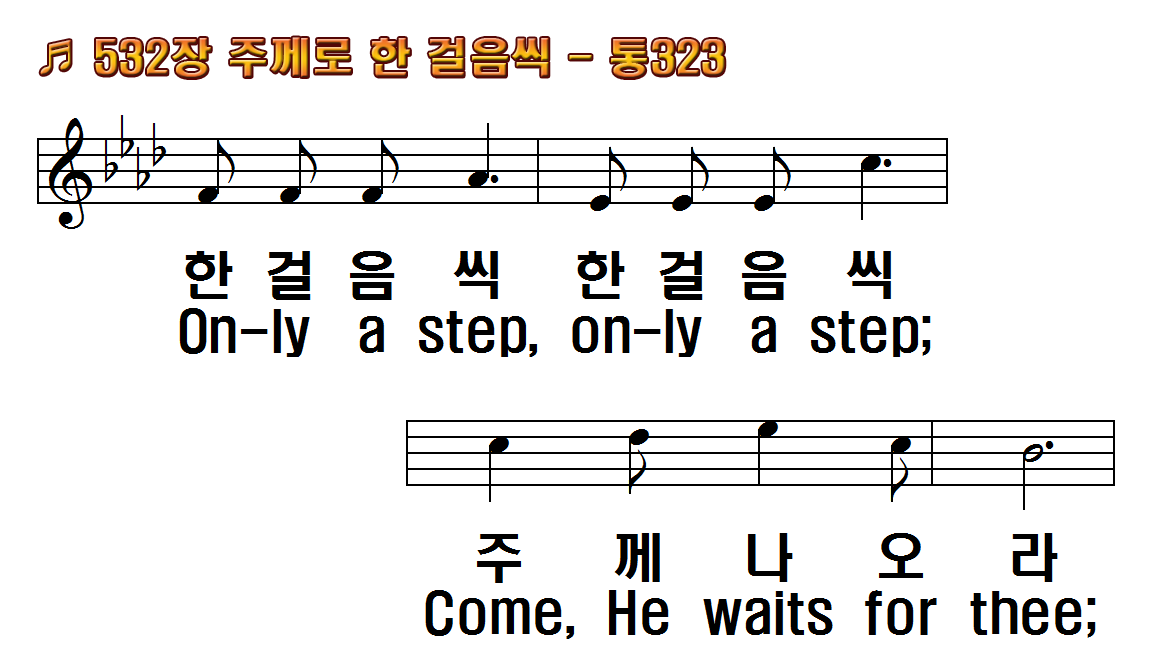 ♬ 532장 주께로 한 걸음씩 - 통323
한 걸 음 씩 한 걸 음 씩
On-ly a step, on-ly a step;
주 께 나 오 라
Come, He waits for thee;